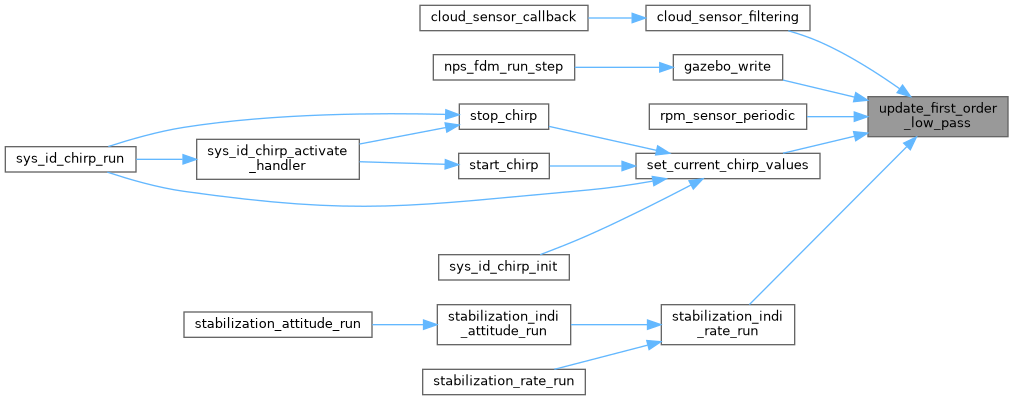 cloud_sensor_callback
cloud_sensor_filtering
nps_fdm_run_step
gazebo_write
update_first_order
_low_pass
stop_chirp
rpm_sensor_periodic
sys_id_chirp_run
sys_id_chirp_activate
_handler
start_chirp
set_current_chirp_values
sys_id_chirp_init
stabilization_attitude_run
stabilization_indi
_attitude_run
stabilization_indi
_rate_run
stabilization_rate_run